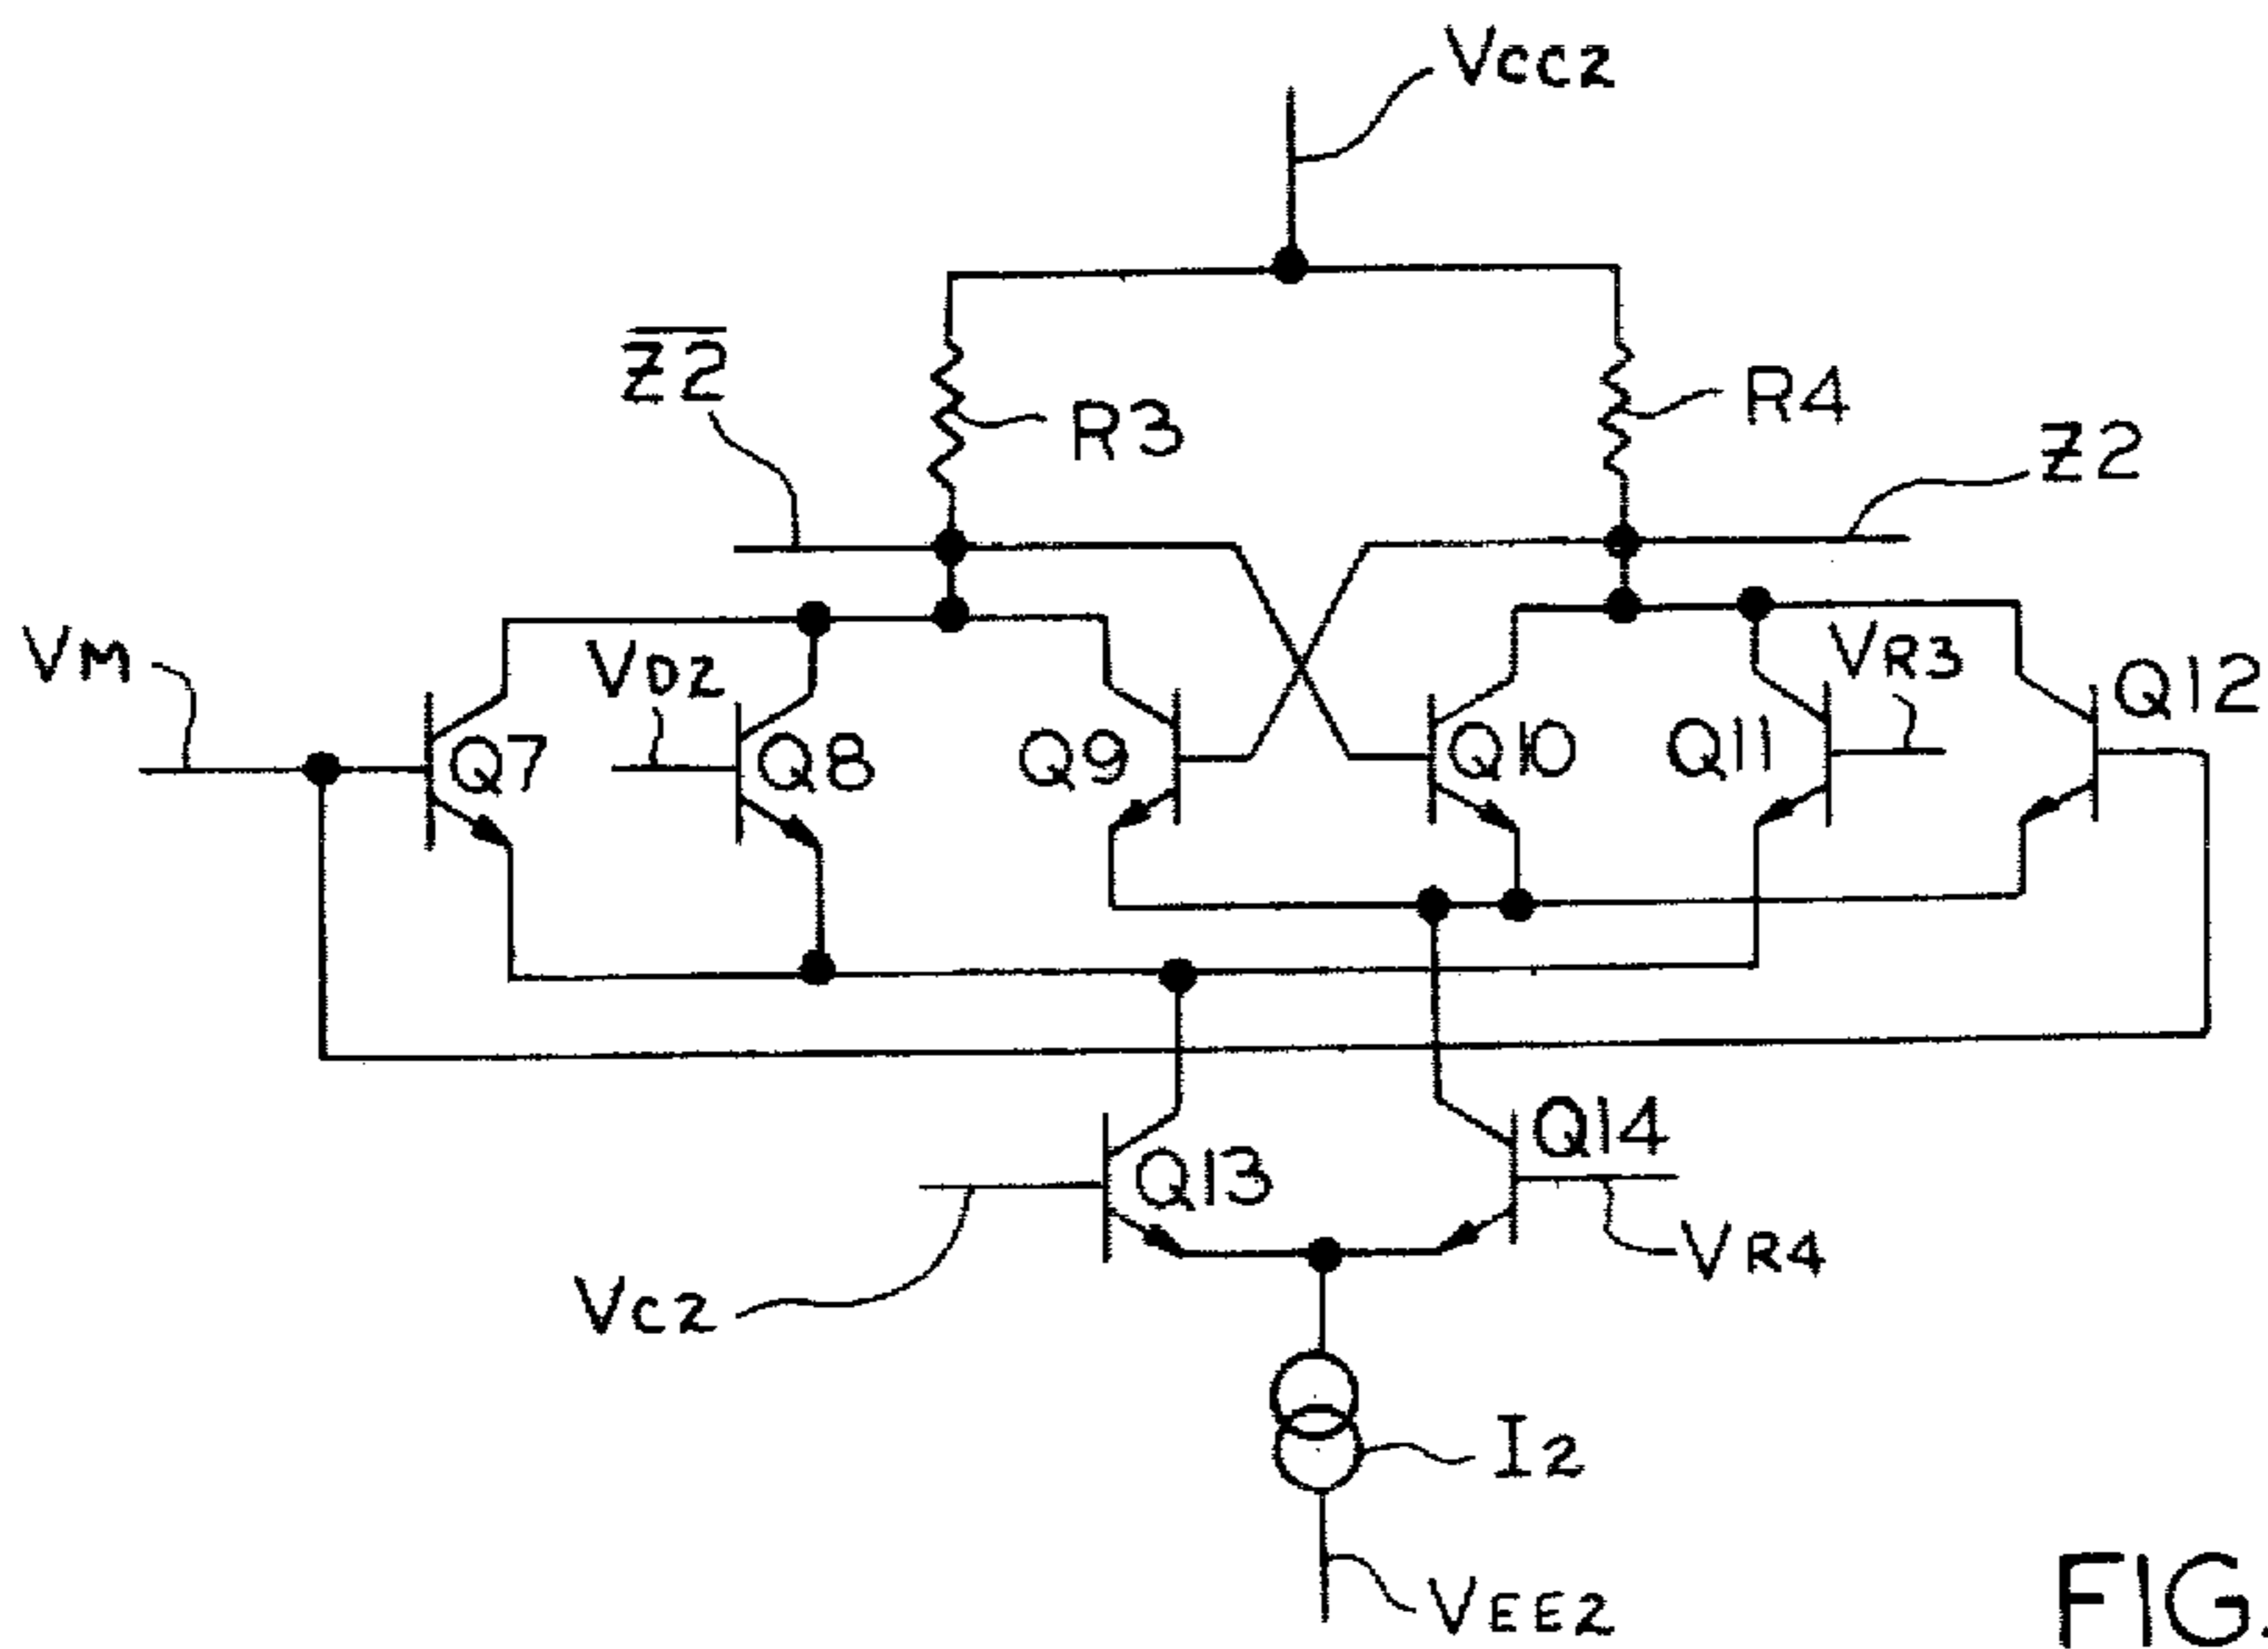 VCC2
Z2
R3
R4
Z2
VM
VD2
VR3
Q7
Q8
Q9
Q10
Q11
Q12
Q13
Q14
VC2
VR4
I2
VEE2
FIG.